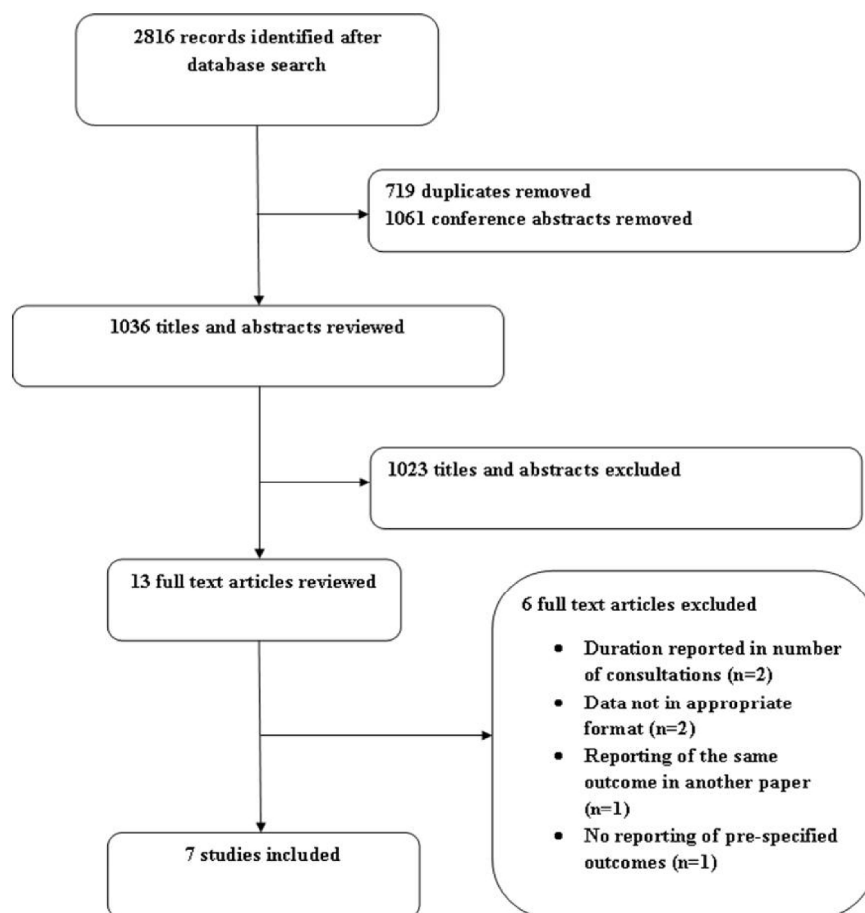 2816 records identified after
database search
719 duplicates removed
1061 conference abstracts removed
1036 titles and abstracts reviewed
1023 titles and abstracts excluded
13 full text articles reviewed
6 full text articles excluded
• Duration reported in number
of consultations (n=2)
• Data not in appropriate
format (n=2)
• Reporting of the same
outcome in another paper
(n=1)
• No reporting of pre-specified
outcomes (n=1)
7 studies included